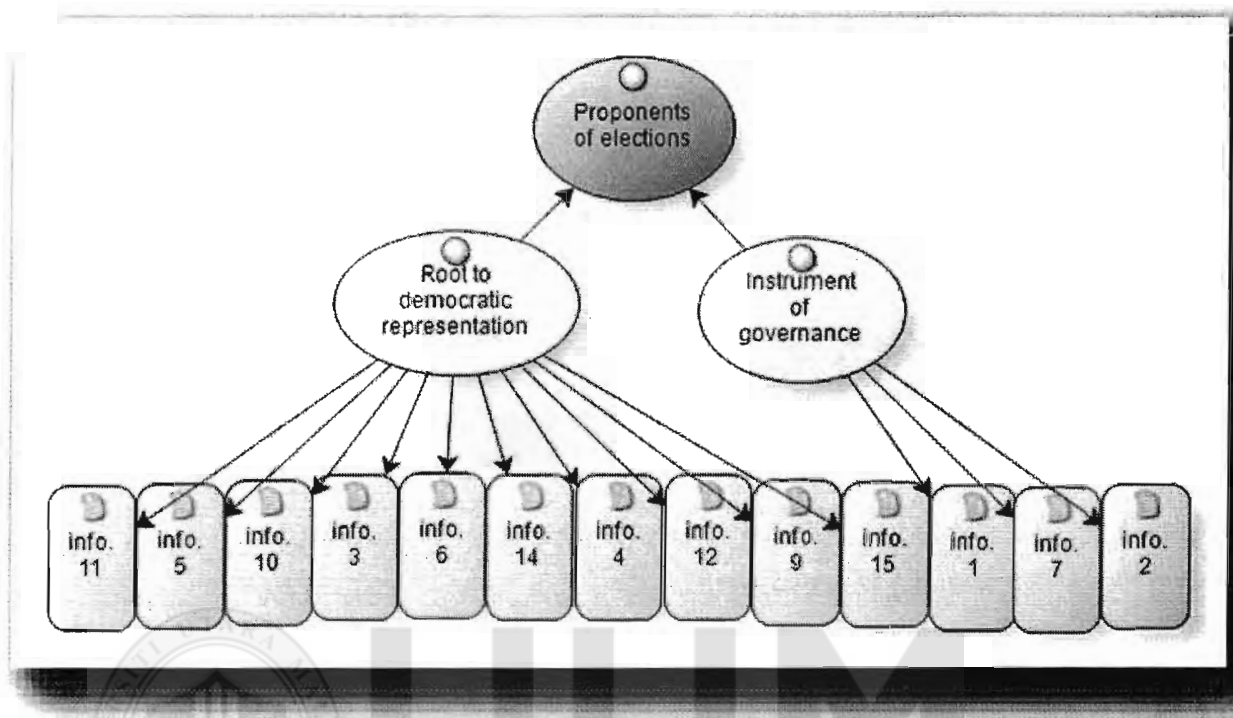 Proponents
of elections
Root to
democratic
representation
Instrument
of
governance
info.
11
info.
5
info.
10
info.
3
info.
6
info.
14
info.
4
info.
12
info.
9
info.
15
info.
1
info.
7
info.
2